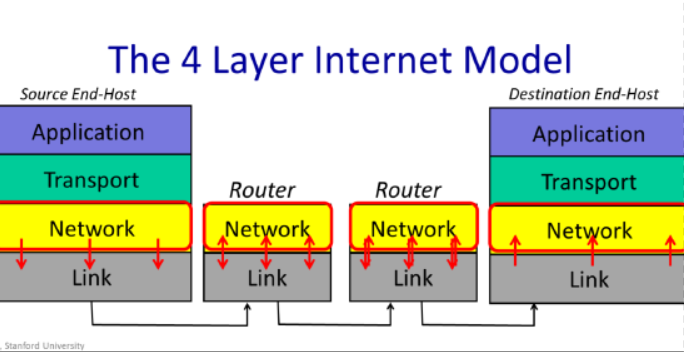 The 4 Layer Internet Model
Source End-Host
Destination End-Host
Application
Application
Transport
Transport
Router
Router
Network
Network
Network
Network
Link
Link
Link
Link
Stanford University